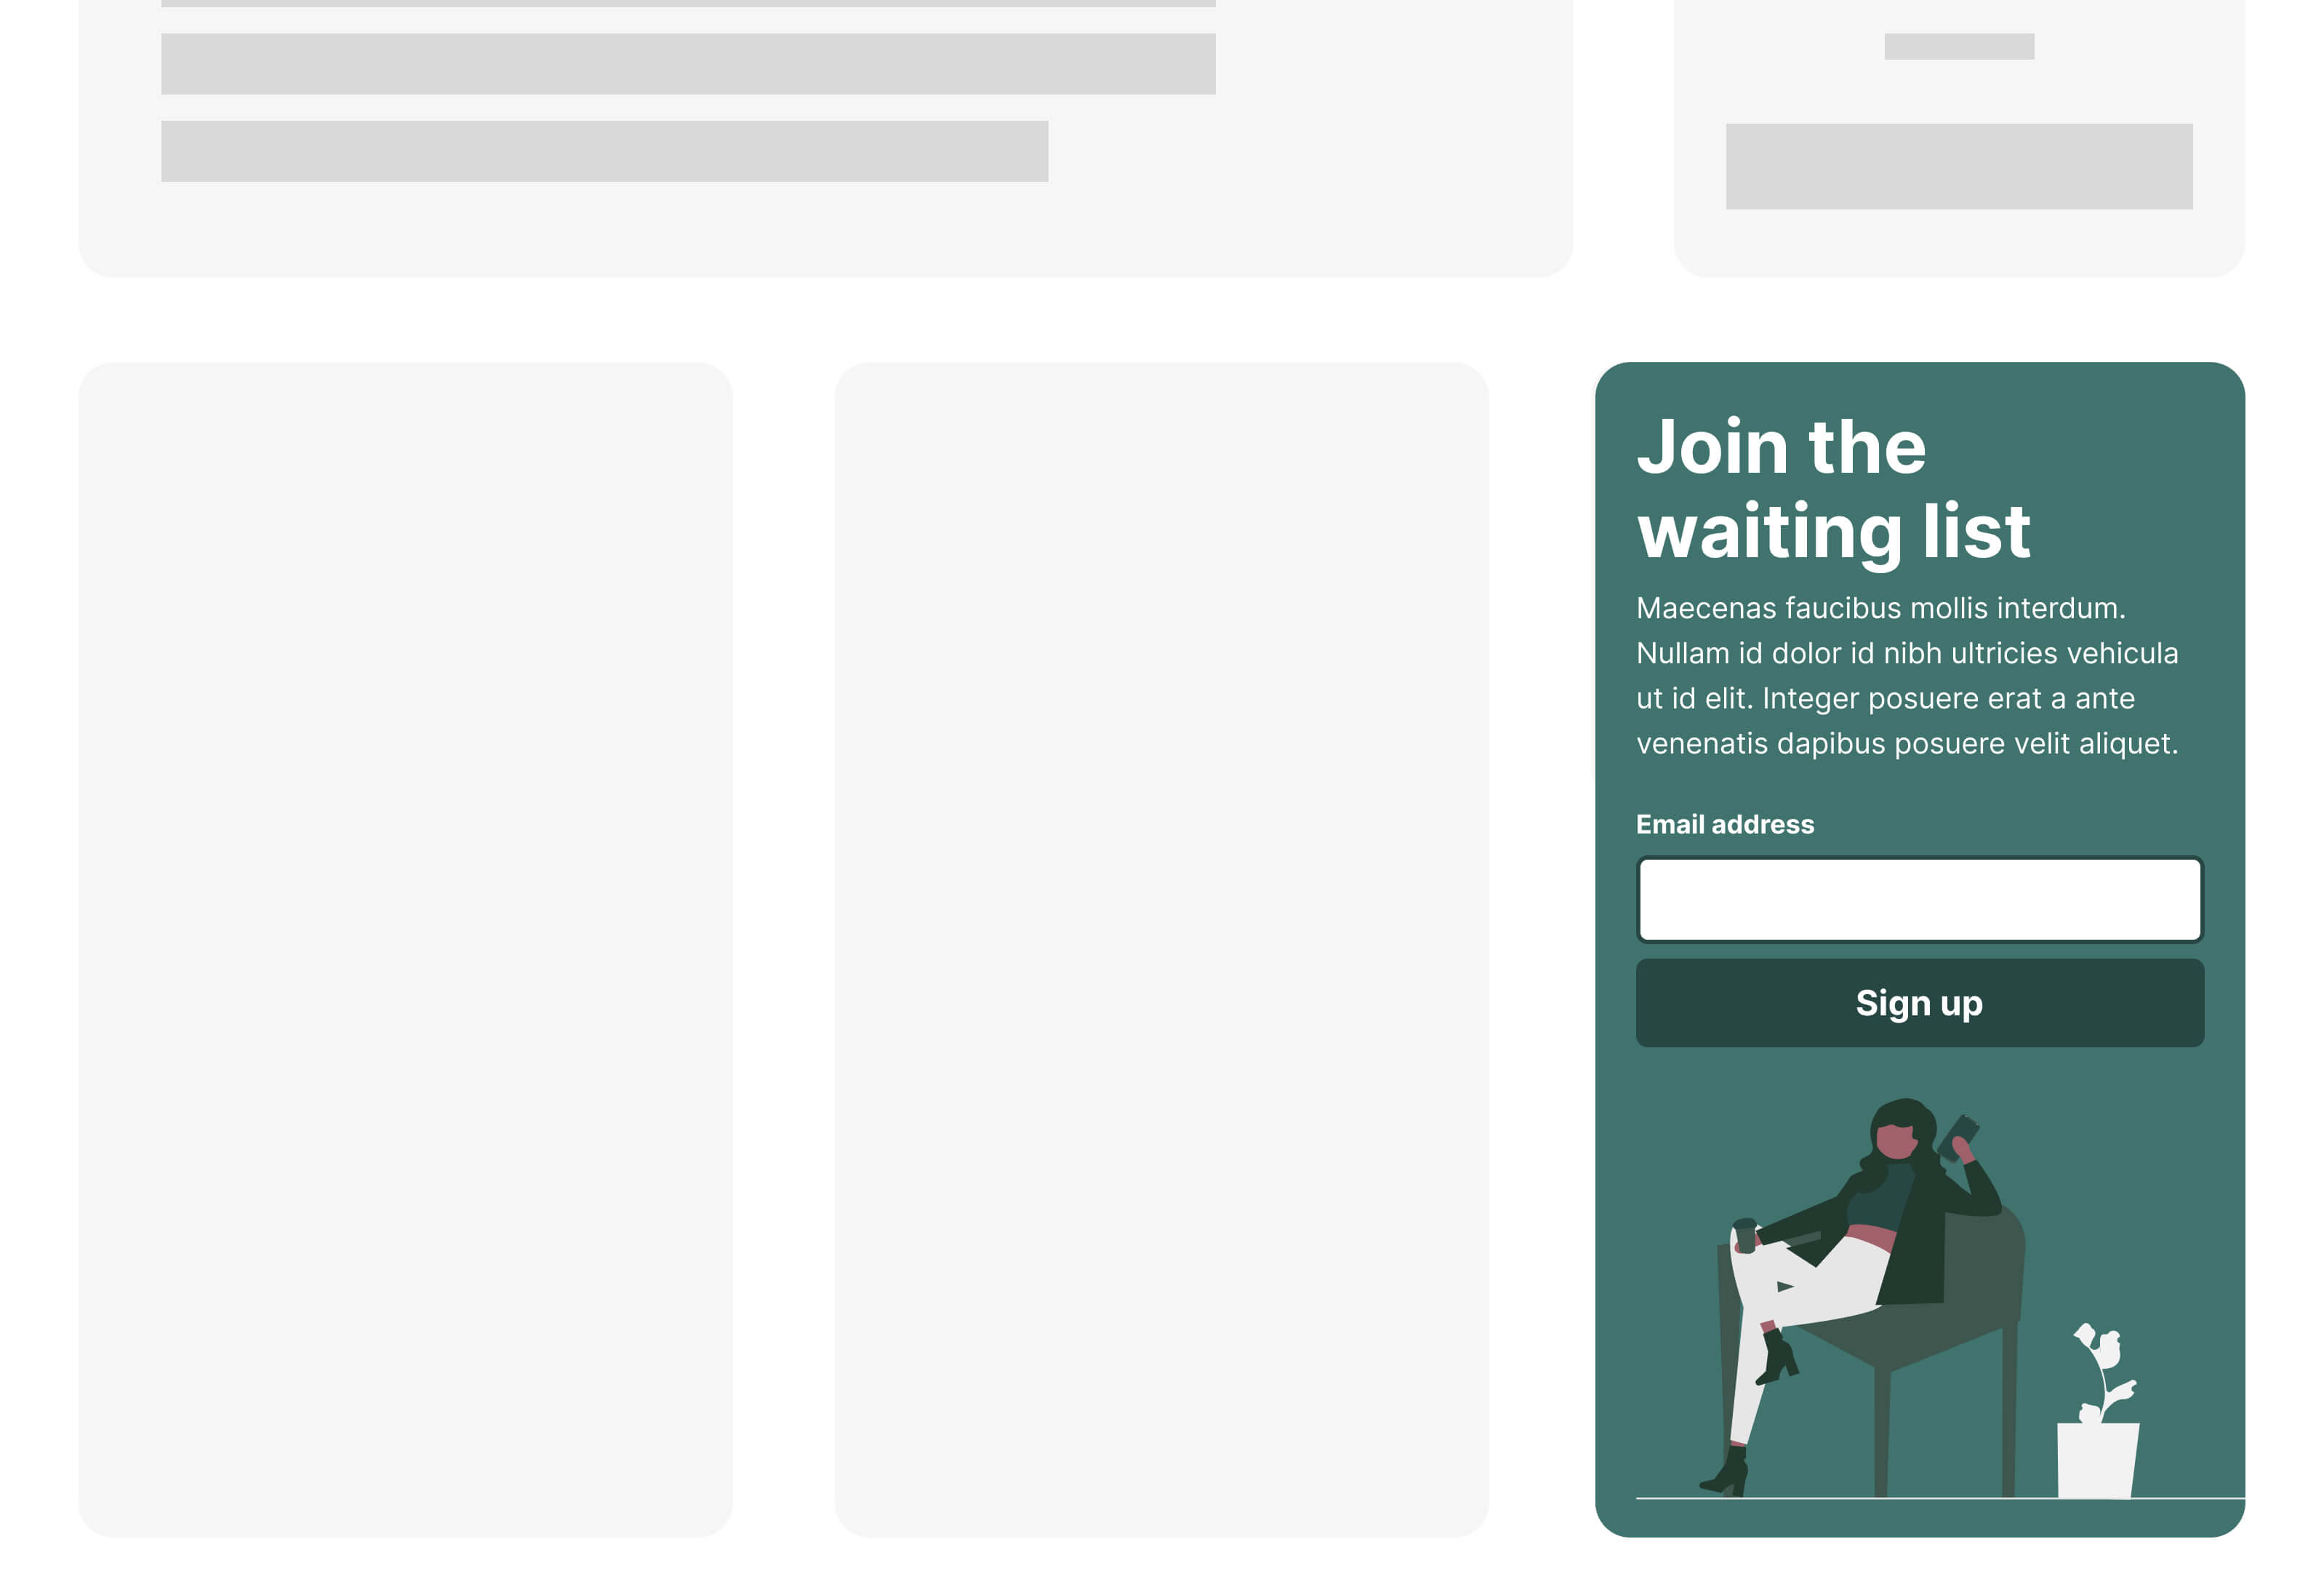 Join the
waiting list
Maecenas faucibus mollis interdum.
Nullam id dolor id nibh ultricies vehicula
ut id elit. Integer posuere erat a ante
venenatis dapibus posuere velit aliquet.
Email address
Sign up